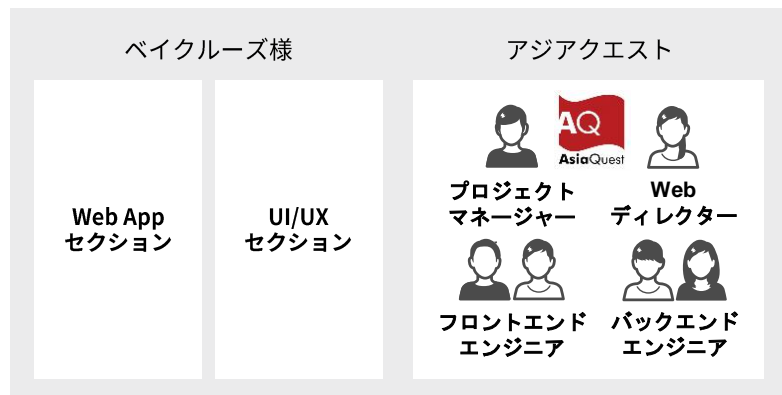 ベイクルーズ様
アジアクエスト
Web App
セクション
UI/UX
セクション
AQ
AsiaQuest
プロジェクト
マネージャー
Web
ディレクター
フロントエンド
エンジニア
バックエンド
エンジニア